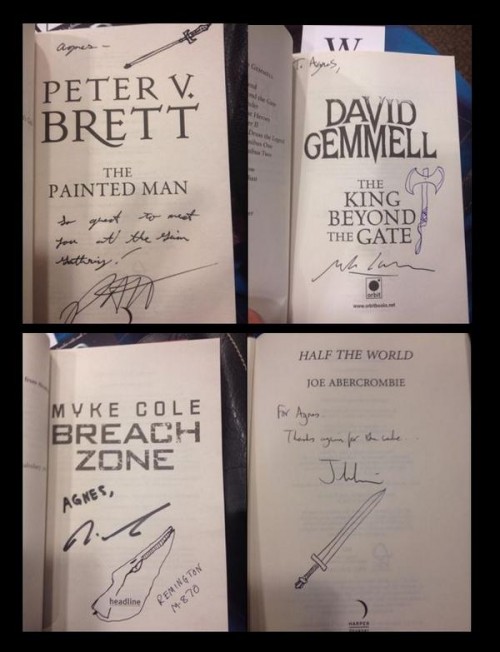 agnes –
PETER V.
BRETT
THE
PAINTED MAN
So great to meet
you at the Grim
Gathering!
W
To Agnes,
DAVID
GEMMELL
THE
KING
BEYOND
THE GATE
orbit
www.orbitbooks.net
MYKE COLE
BREACH
ZONE
AGNES,
headline
REMINGTON
M-870
HALF THE WORLD
JOE ABERCROMBIE
For Agnes
Thanks again for the cake...
HARPER